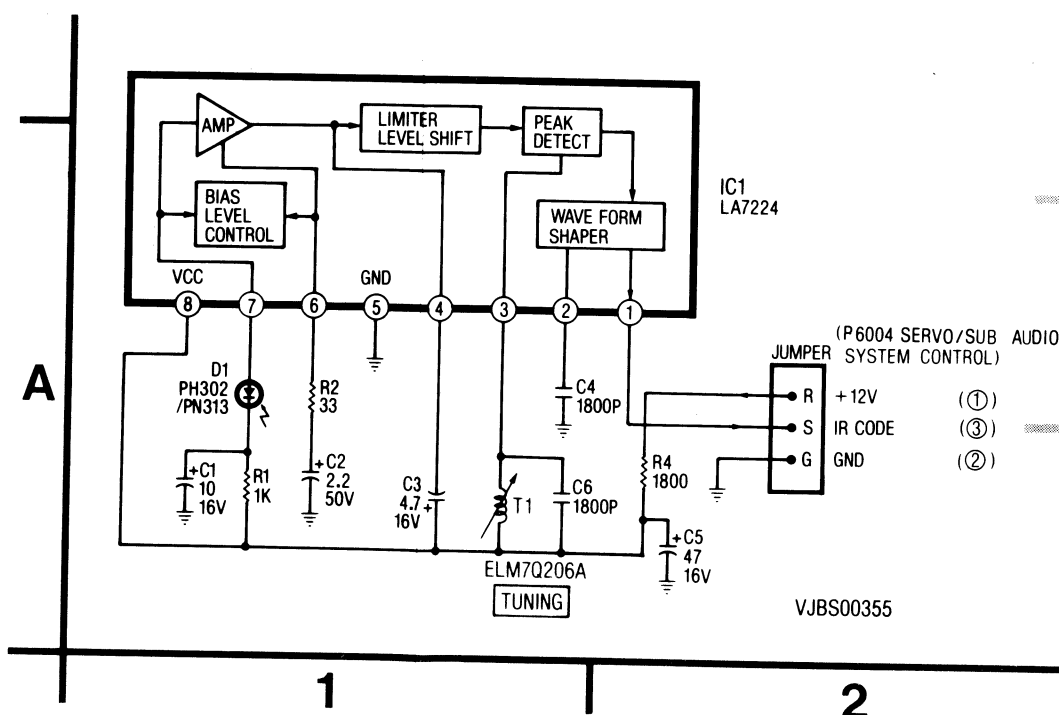 AMP
LIMITER
LEVEL SHIFT
PEAK
DETECT
BIAS
LEVEL
CONTROL
WAVE FORM
SHAPER
IC1
LA7224
VCC
GND
8
7
6
5
4
3
2
1
D1
PH302
/PN313
R2
33
C4
1800P
(P6004 SERVO/SUB AUDIO
JUMPER
SYSTEM CONTROL)
R +12V (①)
S IR CODE (③)
G GND (②)
+C1
10
16V
R1
1K
+C2
2.2
50V
C3
4.7
16V +
T1
C6
1800P
R4
1800
+C5
47
16V
ELM7Q206A
TUNING
VJBS00355
A
1
2